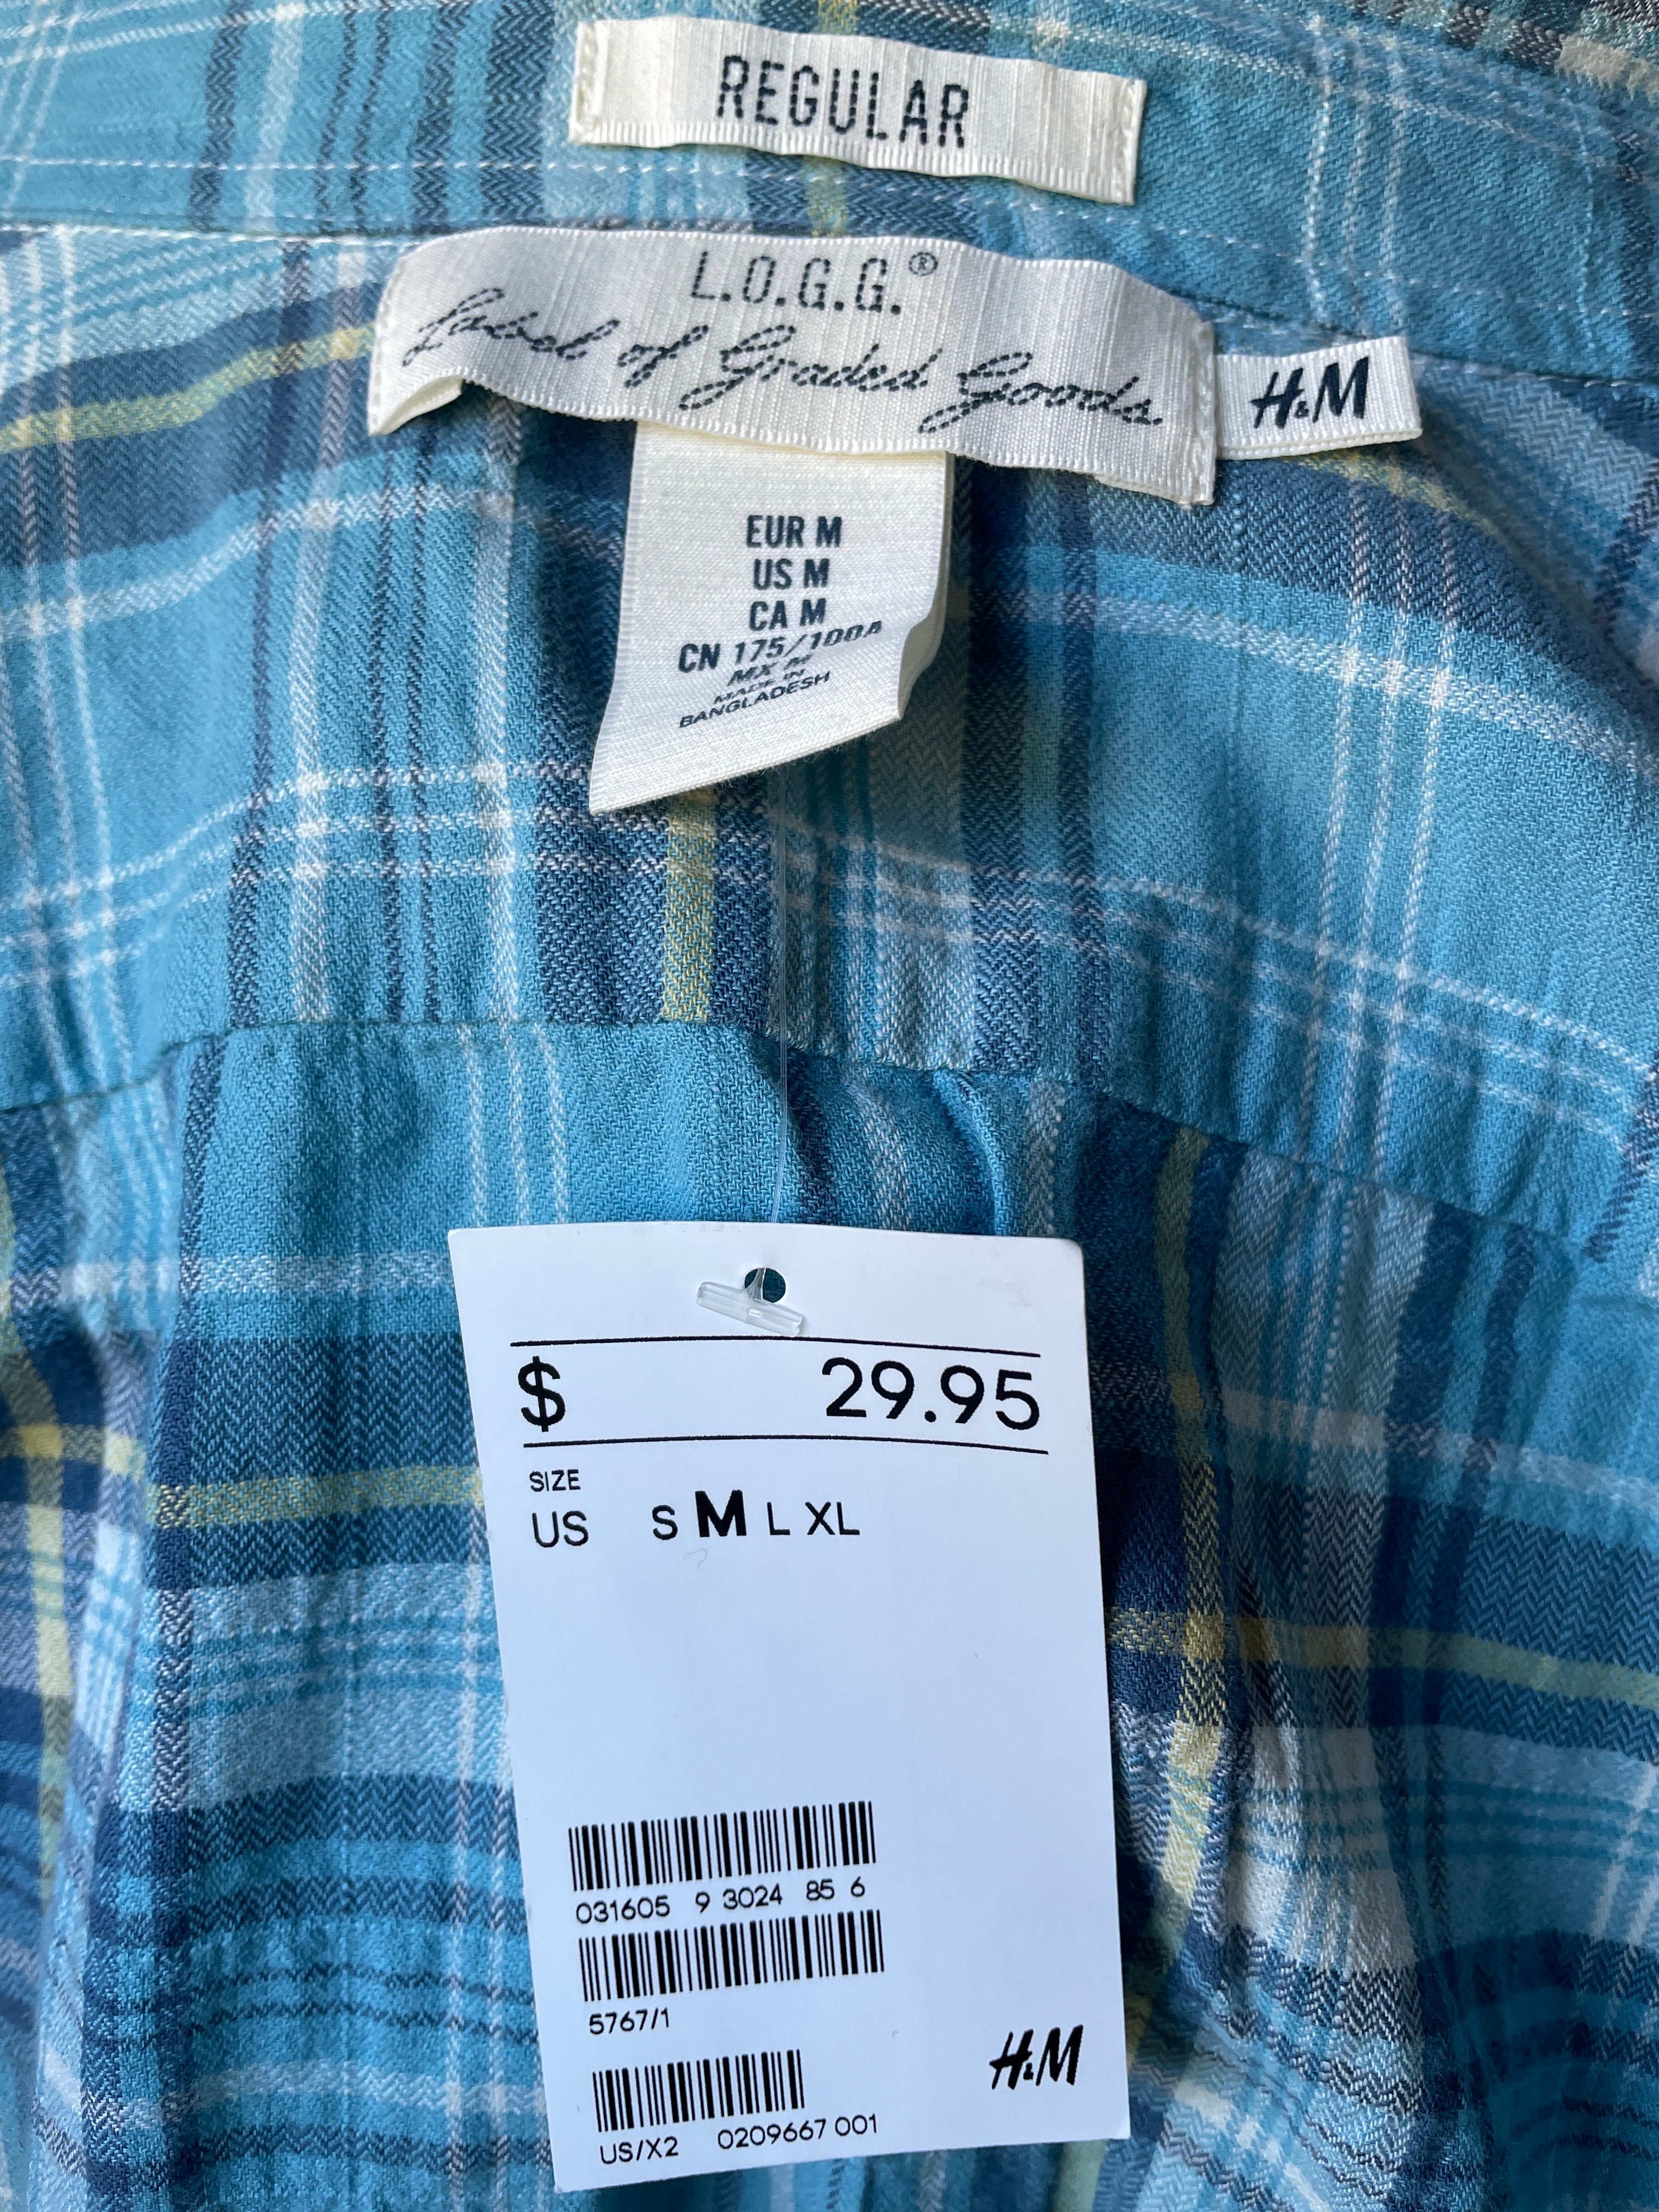 REGULAR
L.O.G.G.®
Label of Graded Goods
H&M
EUR M
US M
CA M
CN 175/100A
MX M
MADE IN
BANGLADESH
$ 29.95
SIZE
US S M L XL
031605 9 3024 85 6
5767/1
H&M
US/X2 0209667 001